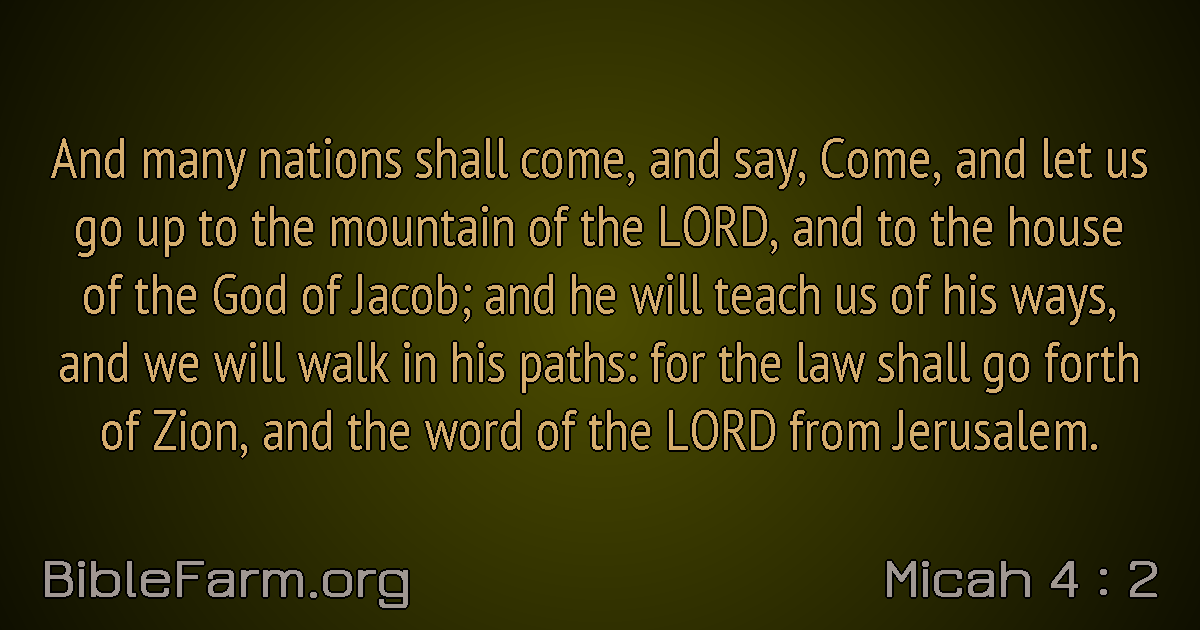 And many nations shall come, and say, Come, and let us
go up to the mountain of the LORD, and to the house
of the God of Jacob; and he will teach us of his ways,
and we will walk in his paths: for the law shall go forth
of Zion, and the word of the LORD from Jerusalem.
BibleFarm.org
Micah 4 : 2